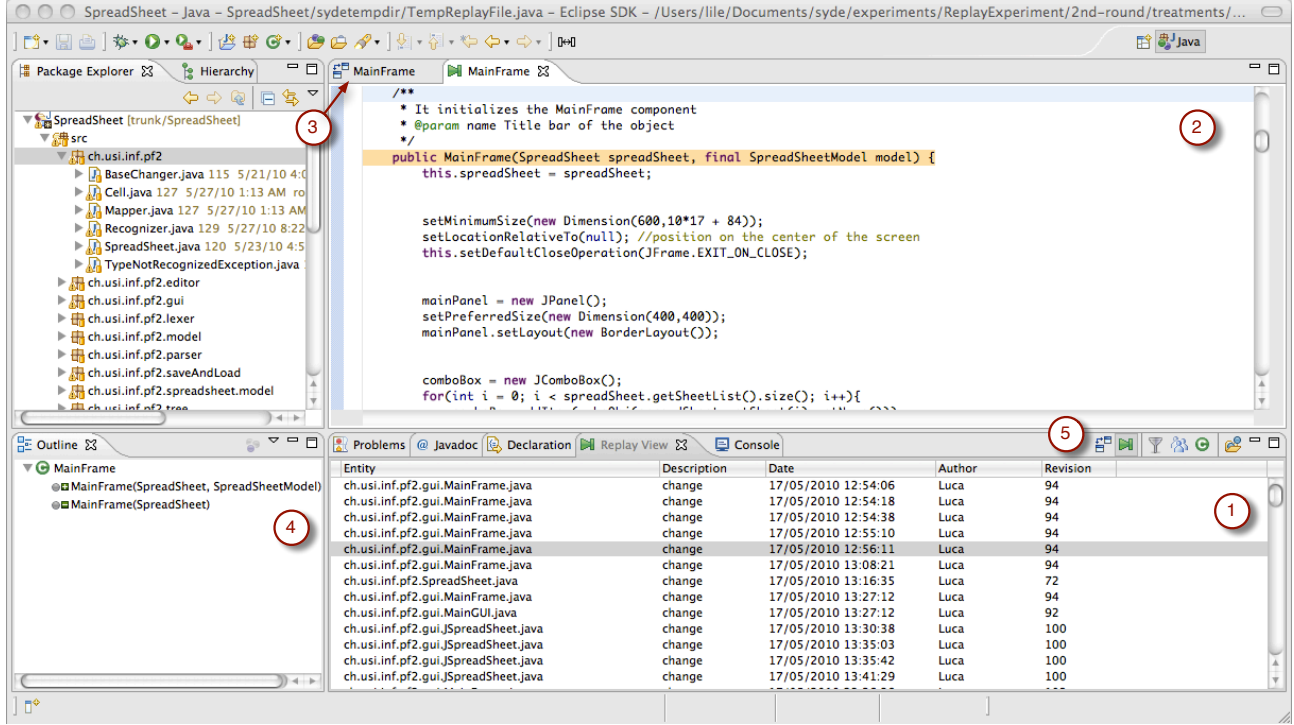 SpreadSheet – Java – SpreadSheet/sydetempdir/TempReplayFile.java – Eclipse SDK – /Users/lile/Documents/syde/experiments/ReplayExperiment/2nd-round/treatments/...
Java
Package Explorer
Hierarchy
MainFrame
MainFrame
3
2
SpreadSheet [trunk/SpreadSheet]
src
ch.usi.inf.pf2
BaseChanger.java 115 5/21/10 4:0
Cell.java 127 5/27/10 1:13 AM ro
Mapper.java 127 5/27/10 1:13 AM
Recognizer.java 129 5/27/10 8:22
SpreadSheet.java 120 5/23/10 4:5
TypeNotRecognizedException.java
ch.usi.inf.pf2.editor
ch.usi.inf.pf2.gui
ch.usi.inf.pf2.lexer
ch.usi.inf.pf2.model
ch.usi.inf.pf2.parser
ch.usi.inf.pf2.saveAndLoad
ch.usi.inf.pf2.spreadsheet.model
ch.usi.inf.pf2.tree
/**
* It initializes the MainFrame component
* @param name Title bar of the object
*/
public MainFrame(SpreadSheet spreadSheet, final SpreadSheetModel model) {
this.spreadSheet = spreadSheet;
setMinimumSize(new Dimension(600,10*17 + 84));
setLocationRelativeTo(null); //position on the center of the screen
this.setDefaultCloseOperation(JFrame.EXIT_ON_CLOSE);
mainPanel = new JPanel();
setPreferredSize(new Dimension(400,400));
mainPanel.setLayout(new BorderLayout());
comboBox = new JComboBox();
for(int i = 0; i < spreadSheet.getSheetList().size(); i++){
Outline
MainFrame
MainFrame(SpreadSheet, SpreadSheetModel)
MainFrame(SpreadSheet)
4
Problems
@ Javadoc
Declaration
Replay View
Console
5
Entity Description Date Author Revision
ch.usi.inf.pf2.gui.MainFrame.java change 17/05/2010 12:54:06 Luca 94
ch.usi.inf.pf2.gui.MainFrame.java change 17/05/2010 12:54:18 Luca 94
ch.usi.inf.pf2.gui.MainFrame.java change 17/05/2010 12:54:38 Luca 94
ch.usi.inf.pf2.gui.MainFrame.java change 17/05/2010 12:55:10 Luca 94
ch.usi.inf.pf2.gui.MainFrame.java change 17/05/2010 12:56:11 Luca 94
ch.usi.inf.pf2.gui.MainFrame.java change 17/05/2010 13:08:21 Luca 94
ch.usi.inf.pf2.SpreadSheet.java change 17/05/2010 13:16:35 Luca 72
ch.usi.inf.pf2.gui.MainFrame.java change 17/05/2010 13:27:12 Luca 94
ch.usi.inf.pf2.gui.MainGUI.java change 17/05/2010 13:27:12 Luca 92
ch.usi.inf.pf2.gui.JSpreadSheet.java change 17/05/2010 13:30:38 Luca 100
ch.usi.inf.pf2.gui.JSpreadSheet.java change 17/05/2010 13:35:03 Luca 100
ch.usi.inf.pf2.gui.JSpreadSheet.java change 17/05/2010 13:35:42 Luca 100
ch.usi.inf.pf2.gui.JSpreadSheet.java change 17/05/2010 13:41:29 Luca 100
1